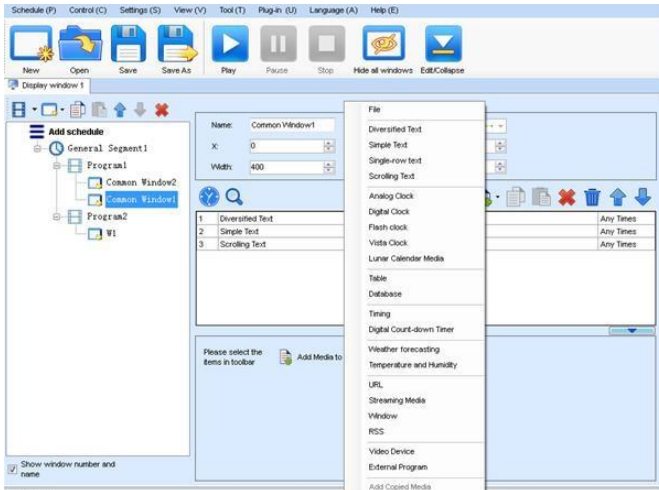 Schedule (P) Control (C) Settings (S) View (V) Tool (T) Plug-in (U) Language (A) Help (E)
New Open Save Save As Play Pause Stop Hide all windows Edit/Collapse
Display window 1
Add schedule
General Segment1
Program1
Common Window2
Common Window1
Program2
W1
Show window number and
name
Name: Common Window1
X: 0
Width: 400
1 Diversified Text Any Times
2 Simple Text Any Times
3 Scrolling Text Any Times
Please select the
items in toolbar
Add Media to
File
Diversified Text
Simple Text
Single-row text
Scrolling Text
Analog Clock
Digital Clock
Flash clock
Vista Clock
Lunar Calendar Media
Table
Database
Timing
Digital Count-down Timer
Weather forecasting
Temperature and Humidity
URL
Streaming Media
Window
RSS
Video Device
External Program
Add Copied Media